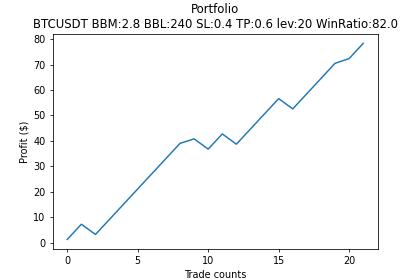 Portfolio
BTCUSDT BBM:2.8 BBL:240 SL:0.4 TP:0.6 lev:20 WinRatio:82.0
80
70
60
50
40
30
20
10
0
Profit ($)
0 5 10 15 20
Trade counts